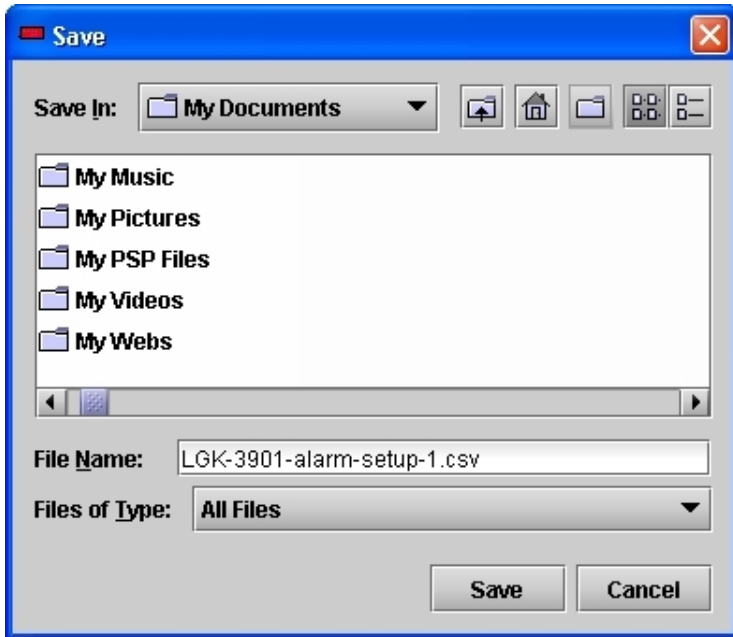 Save
Save In: My Documents
My Music
My Pictures
My PSP Files
My Videos
My Webs
File Name: LGK-3901-alarm-setup-1.csv
Files of Type: All Files
Save Cancel